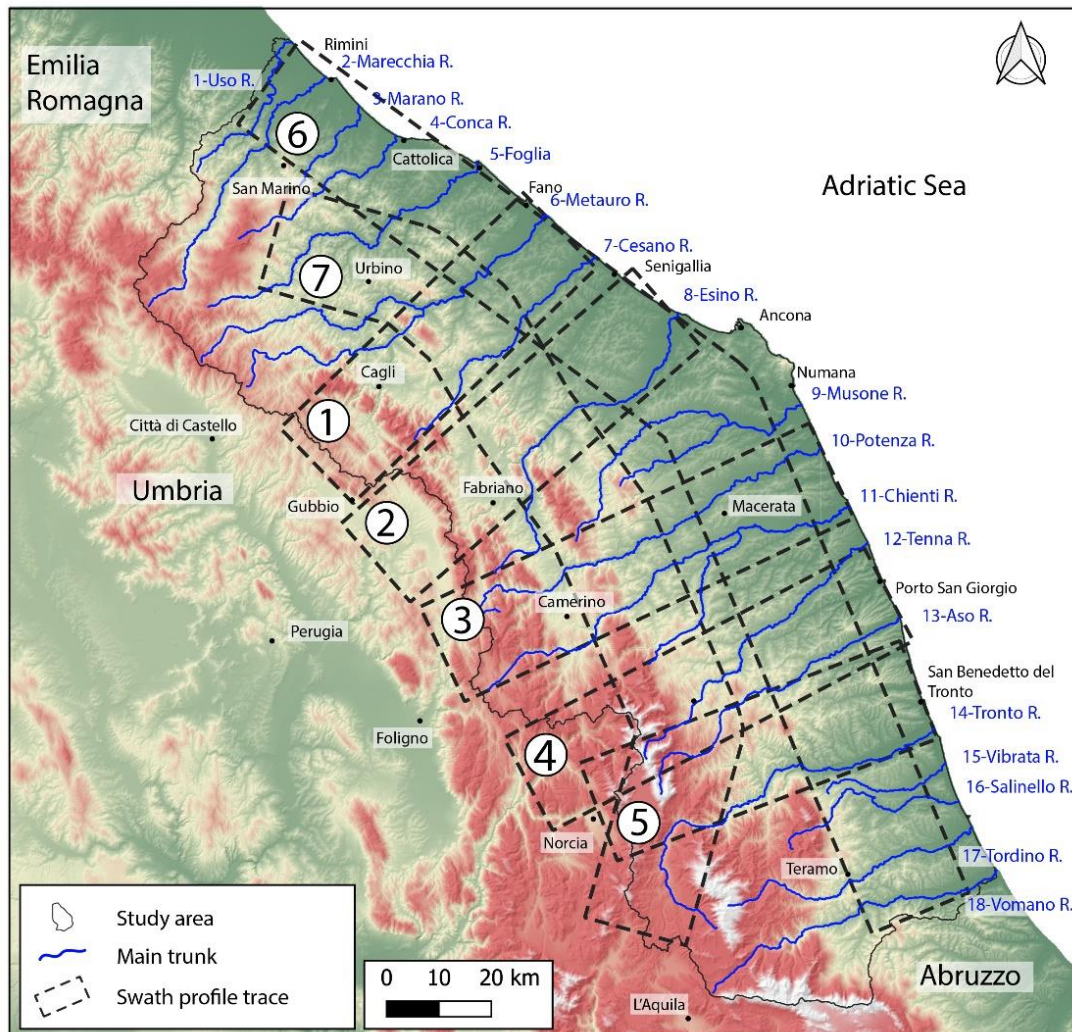 Emilia
Romagna
Rimini
1-Uso R.
2-Marecchia R.
3-Marano R.
4-Conca R.
6
Cattolica
5-Foglia
San Marino
Adriatic Sea
Fano
6-Metauro R.
7
Urbino
7-Cesano R.
Senigallia
8-Esino R.
Ancona
Cagli
Numana
1
9-Musone R.
Città di Castello
10-Potenza R.
Umbria
Fabriano
11-Chienti R.
Gubbio
2
Macerata
12-Tenna R.
Porto San Giorgio
3
Camerino
13-Aso R.
Perugia
San Benedetto del
Tronto
14-Tronto R.
Foligno
4
15-Vibrata R.
16-Salinello R.
Norcia
5
17-Tordino R.
Teramo
18-Vomano R.
Study area
Main trunk
Swath profile trace
0 10 20 km
Abruzzo
L'Aquila